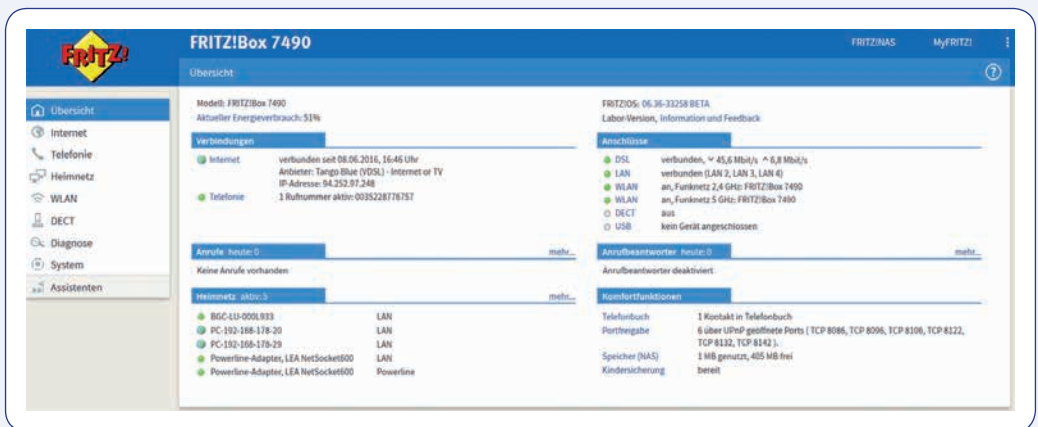 FRITZ!
FRITZ!Box 7490
FRITZ!NAS
MyFRITZ!
Übersicht
Übersicht
Internet
Telefonie
Heimnetz
WLAN
DECT
Diagnose
System
Assistenten
Modell: FRITZ!Box 7490
Aktueller Energieverbrauch: 51%
FRITZ!OS: 06.36-33258 BETA
Labor-Version, Information und Feedback
Verbindungen
Internet verbunden seit 08.06.2016, 16:46 Uhr
Anbieter: Tango Blue (VDSL) - Internet or TV
IP-Adresse: 94.252.97.248
Telefonie 1 Rufnummer aktiv: 0035228776757
Anschlüsse
DSL verbunden, 45,6 Mbit/s 8,8 Mbit/s
LAN verbunden (LAN 2, LAN 3, LAN 4)
WLAN an, Funknetz 2,4 GHz: FRITZ!Box 7490
WLAN an, Funknetz 5 GHz: FRITZ!Box 7490
DECT aus
USB kein Gerät angeschlossen
Anrufe heute: 0 mehr...
Keine Anrufe vorhanden
Anrufbeantworter heute: 0 mehr...
Anrufbeantworter deaktiviert
Heimnetz aktiv: 5 mehr...
BGC-LU-000L933 LAN
PC-192-168-178-20 LAN
PC-192-168-178-29 LAN
Powerline-Adapter, LEA NetSocket600 LAN
Powerline-Adapter, LEA NetSocket600 Powerline
Komfortfunktionen
Telefonbuch 1 Kontakt in Telefonbuch
Portfreigabe 6 über UPnP geöffnete Ports ( TCP 8086, TCP 8096, TCP 8106, TCP 8122,
TCP 8132, TCP 8142 ).
Speicher (NAS) 1 MB genutzt, 405 MB frei
Kindersicherung bereit